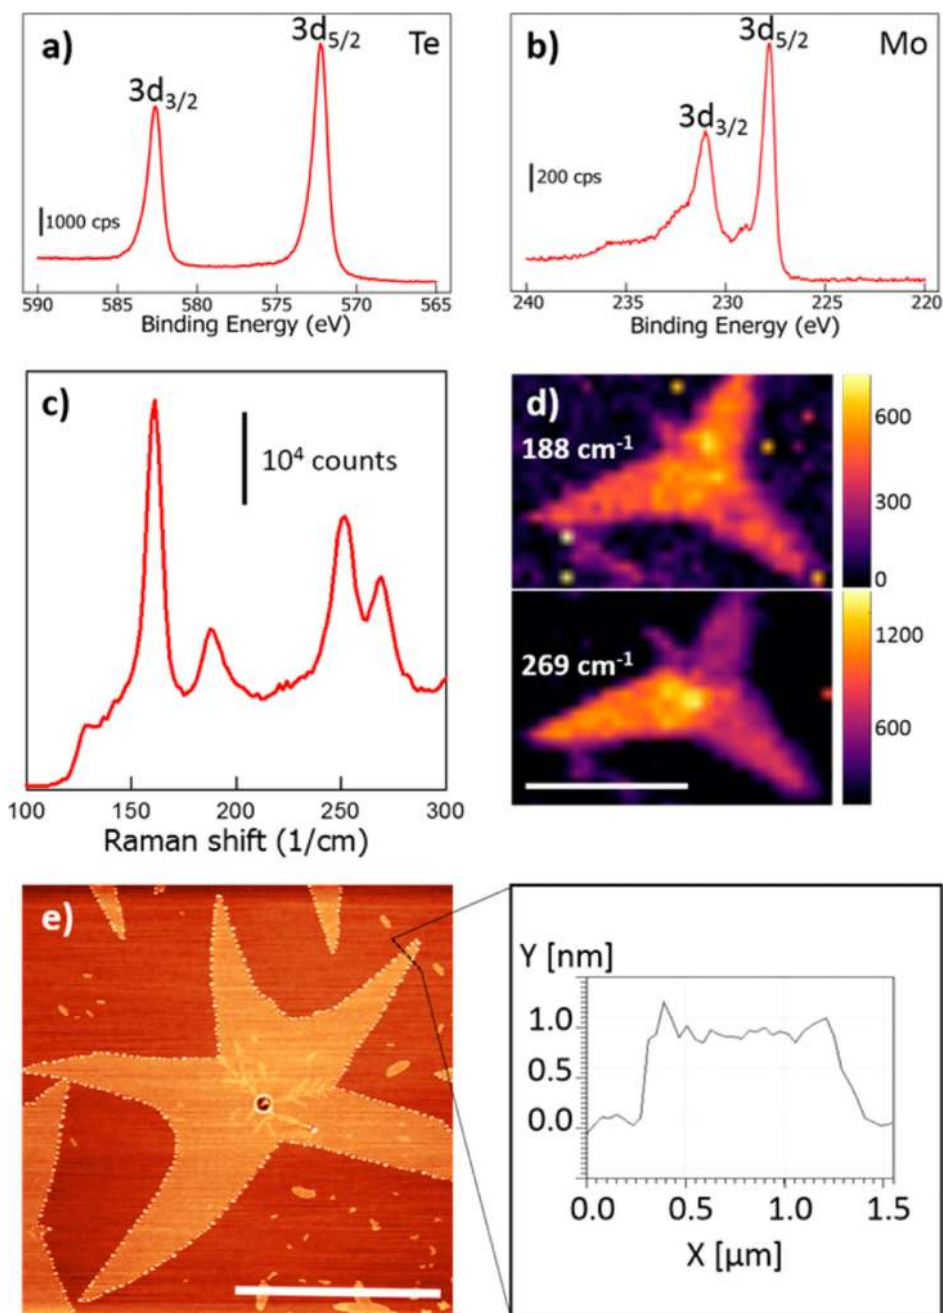 a) 3d5/2 Te
3d3/2
1000 cps
590 585 580 575 570 565
Binding Energy (eV)
b) 3d5/2 Mo
3d3/2
200 cps
240 235 230 225 220
Binding Energy (eV)
c)
10⁴ counts
100 150 200 250 300
Raman shift (1/cm)
d)
188 cm⁻¹
600
300
0
269 cm⁻¹
1200
600
e)
Y [nm]
1.0
0.5
0.0
0.0 0.5 1.0 1.5
X [μm]